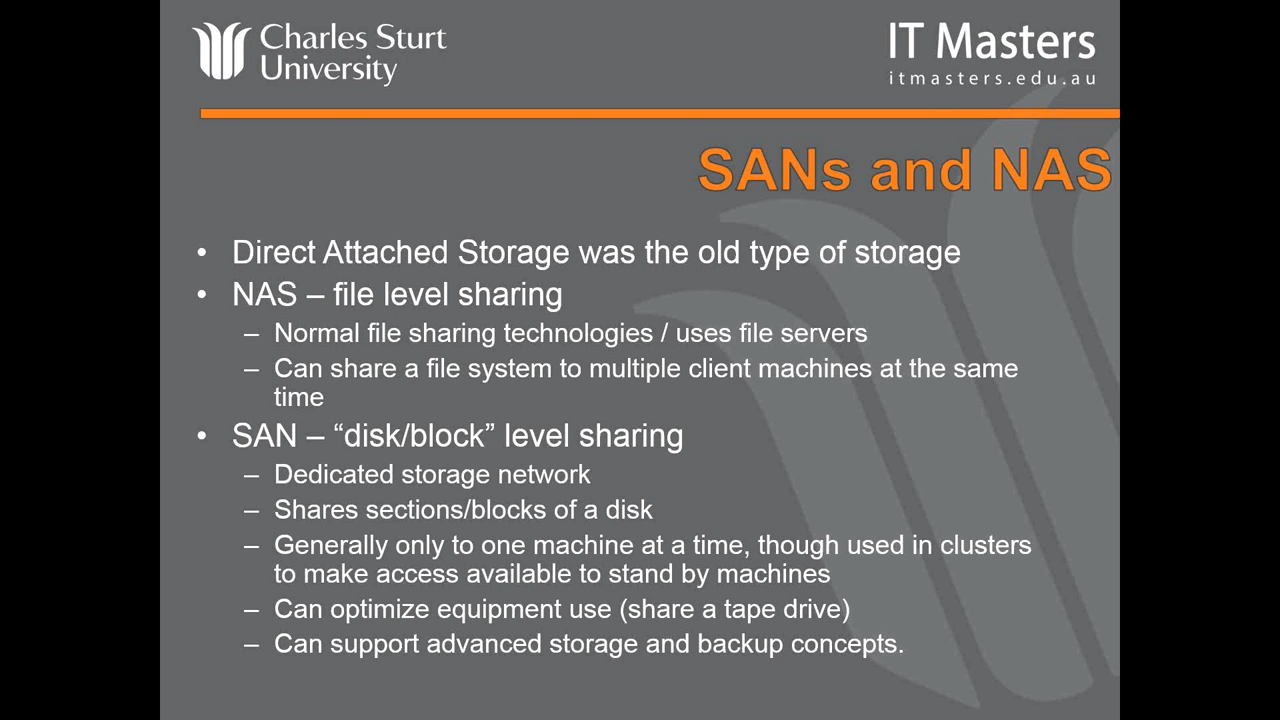 Charles Sturt
University
IT Masters
itmasters.edu.au
SANs and NAS
• Direct Attached Storage was the old type of storage
• NAS – file level sharing
– Normal file sharing technologies / uses file servers
– Can share a file system to multiple client machines at the same
time
• SAN – “disk/block” level sharing
– Dedicated storage network
– Shares sections/blocks of a disk
– Generally only to one machine at a time, though used in clusters
to make access available to stand by machines
– Can optimize equipment use (share a tape drive)
– Can support advanced storage and backup concepts.